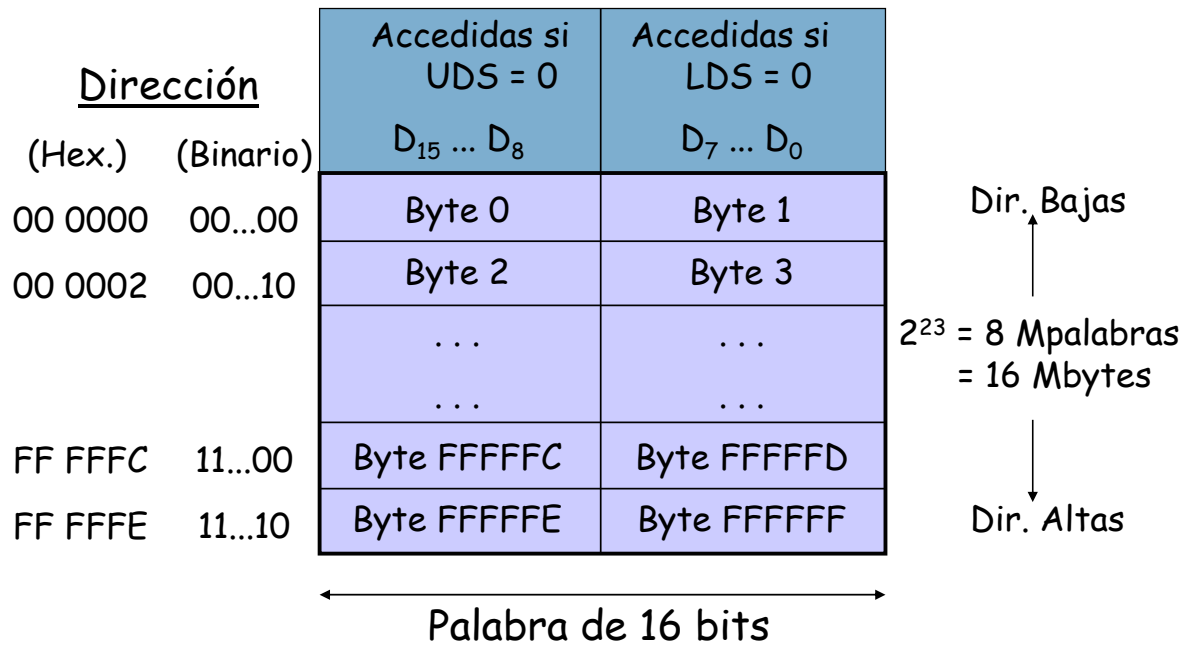 Accedidas si Accedidas si
UDS = 0 LDS = 0
Dirección
(Hex.) (Binario) D₁₅ ... D₈ D₇ ... D₀
00 0000 00...00 Byte 0 Byte 1 Dir. Bajas
00 0002 00...10 Byte 2 Byte 3
. . . . . .
2²³ = 8 Mpalabras
= 16 Mbytes
. . . . . .
FF FFFC 11...00 Byte FFFFFC Byte FFFFFD
FF FFFE 11...10 Byte FFFFFE Byte FFFFFF Dir. Altas
Palabra de 16 bits